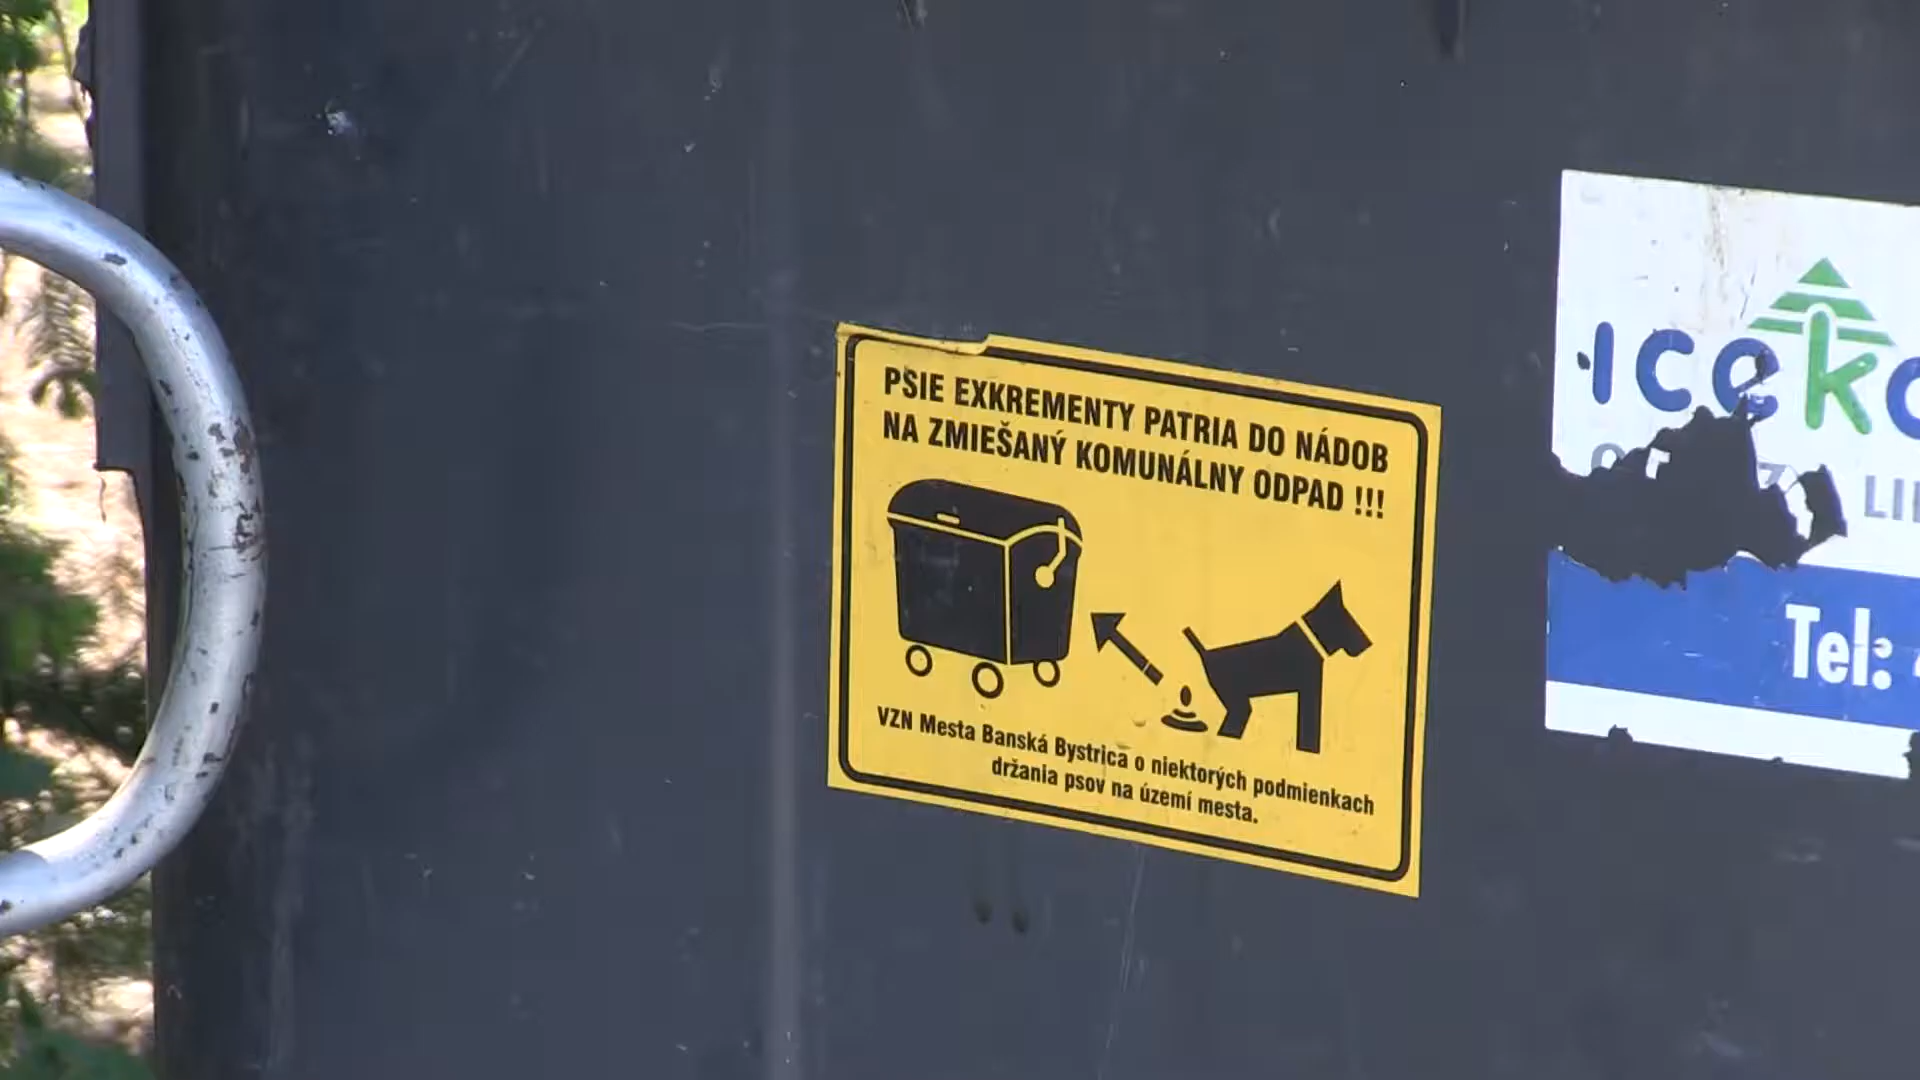 PSIE EXKREMENTY PATRIA DO NÁDOB
NA ZMIEŠANÝ KOMUNÁLNY ODPAD !!!
VZN Mesta Banská Bystrica o niektorých podmienkach
držania psov na území mesta.
Tel: